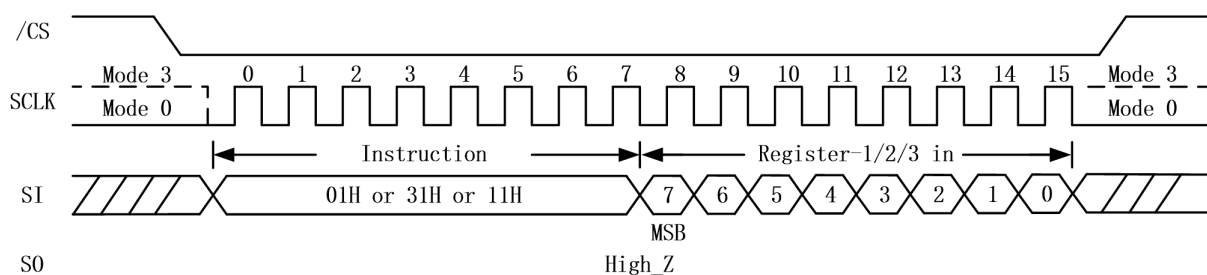 /CS
Mode 3 0 1 2 3 4 5 6 7 8 9 10 11 12 13 14 15 Mode 3
SCLK Mode 0 Mode 0
Instruction Register-1/2/3 in
SI 01H or 31H or 11H 7 6 5 4 3 2 1 0
MSB
SO High_Z